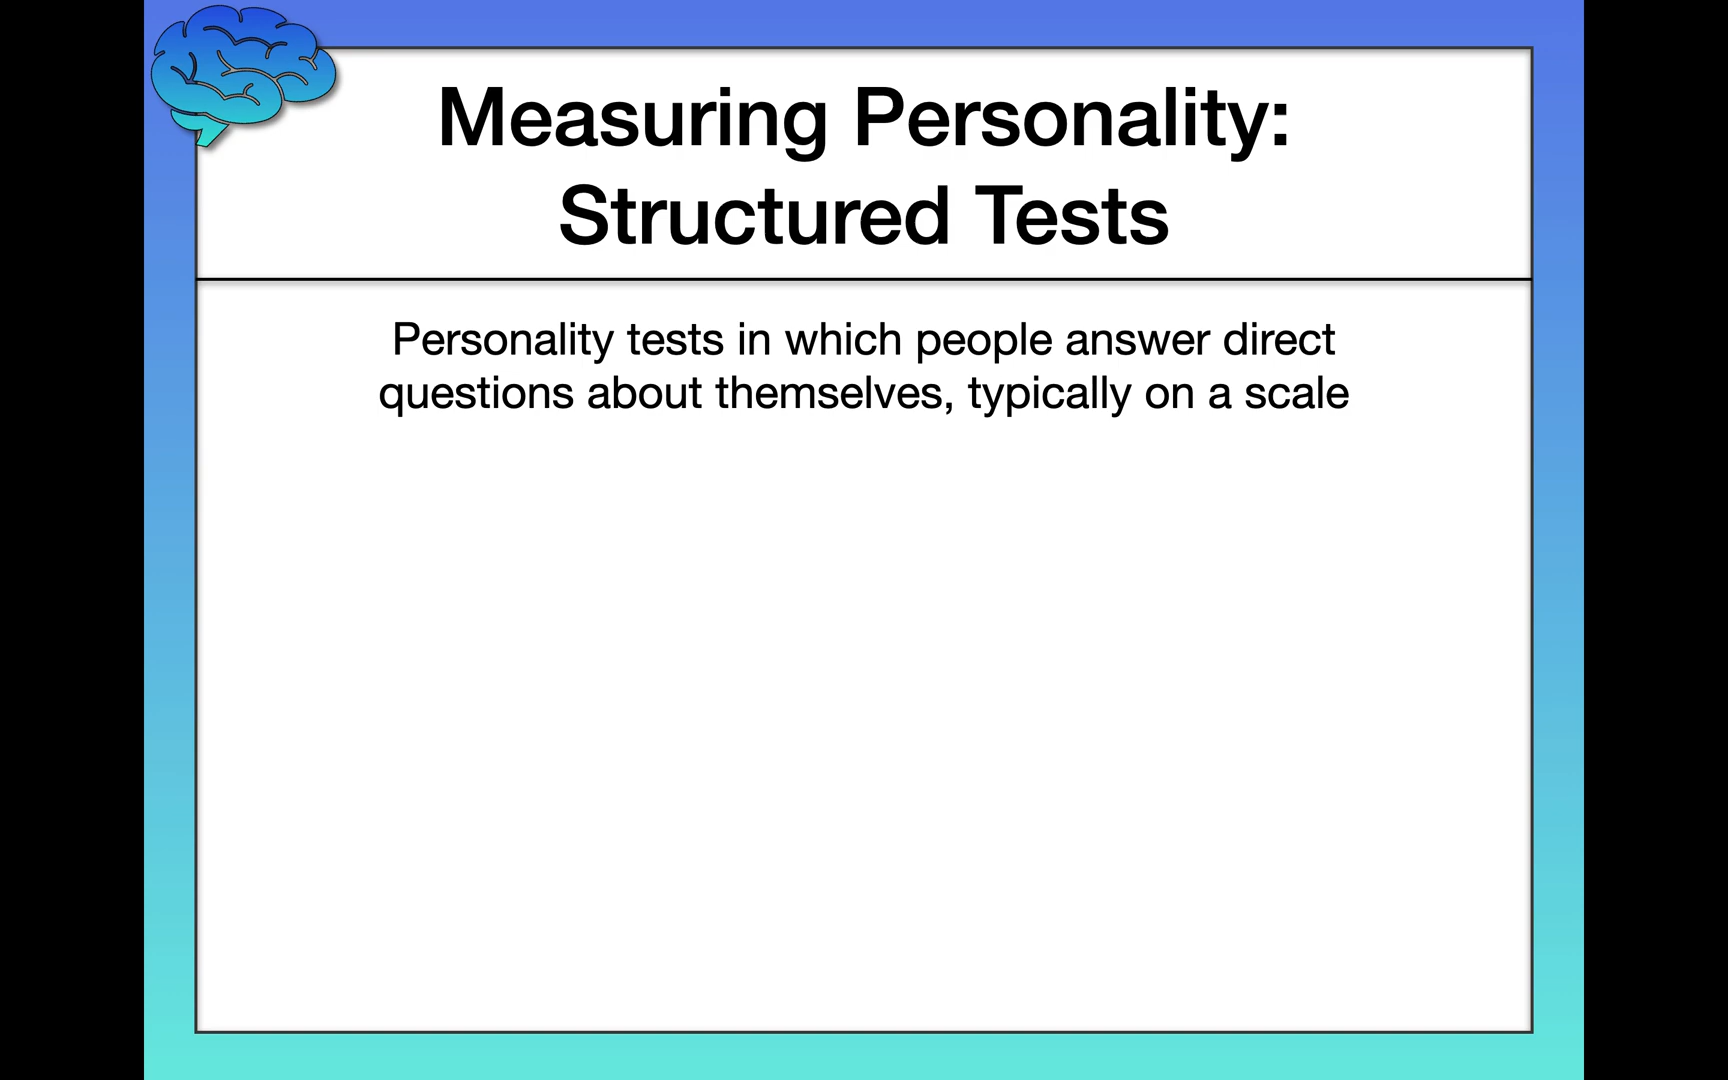 Measuring Personality:
Structured Tests
Personality tests in which people answer direct
questions about themselves, typically on a scale